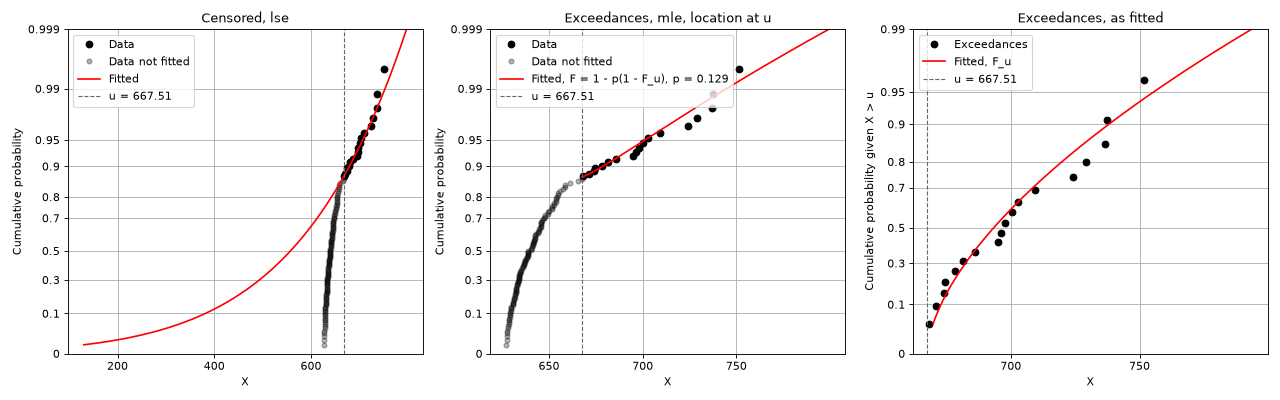 Censored, lse
0.999
0.99
0.95
0.9
0.8
0.7
0.5
0.3
0.1
0
Cumulative probability
Data
Data not fitted
Fitted
u = 667.51
200
400
600
X
Exceedances, mle, location at u
0.999
0.99
0.95
0.9
0.8
0.7
0.5
0.3
0.1
0
Cumulative probability
Data
Data not fitted
Fitted, F = 1 - p(1 - F_u), p = 0.129
u = 667.51
650
700
750
X
Exceedances, as fitted
0.99
0.95
0.9
0.8
0.7
0.5
0.3
0.1
0
Cumulative probability given X > u
Exceedances
Fitted, F_u
u = 667.51
700
750
X